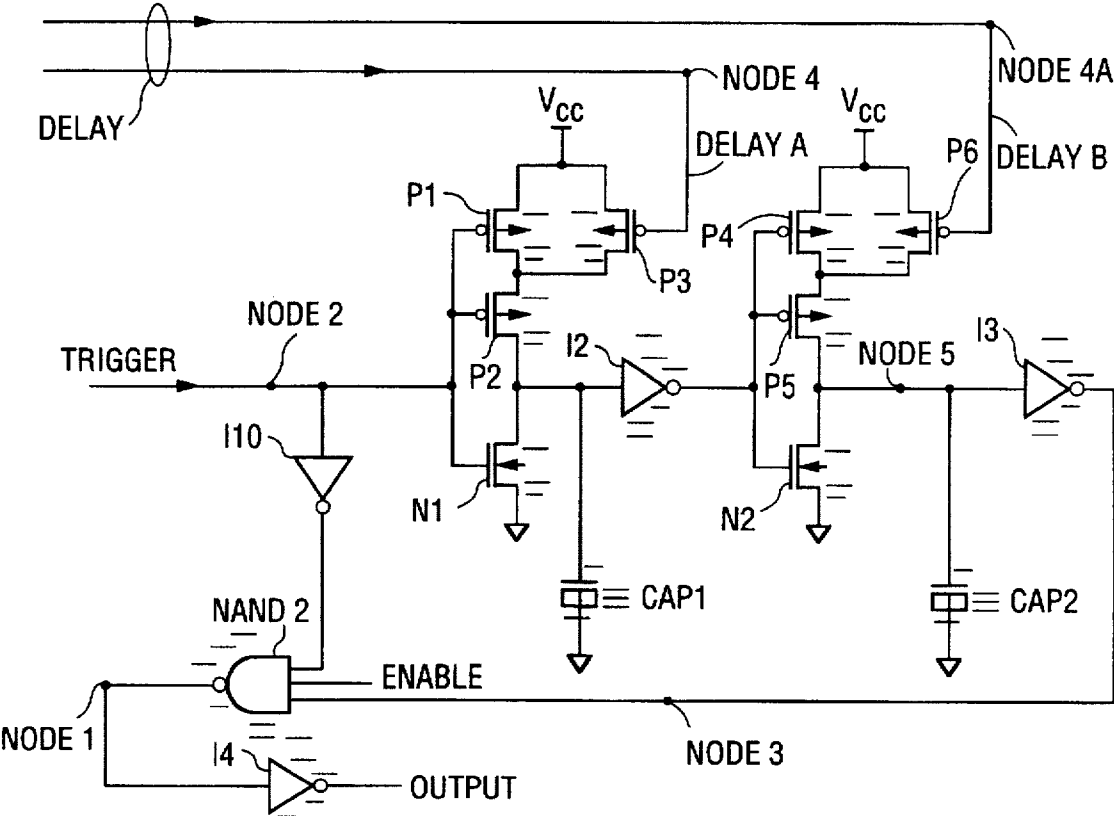 NODE 4A
NODE 4
DELAY
VCC
VCC
DELAY A
P6
DELAY B
P1
P4
P3
NODE 2
TRIGGER
P2
I2
P5
NODE 5
I3
I10
N1
N2
CAP1
CAP2
NAND 2
ENABLE
NODE 1
NODE 3
I4
OUTPUT